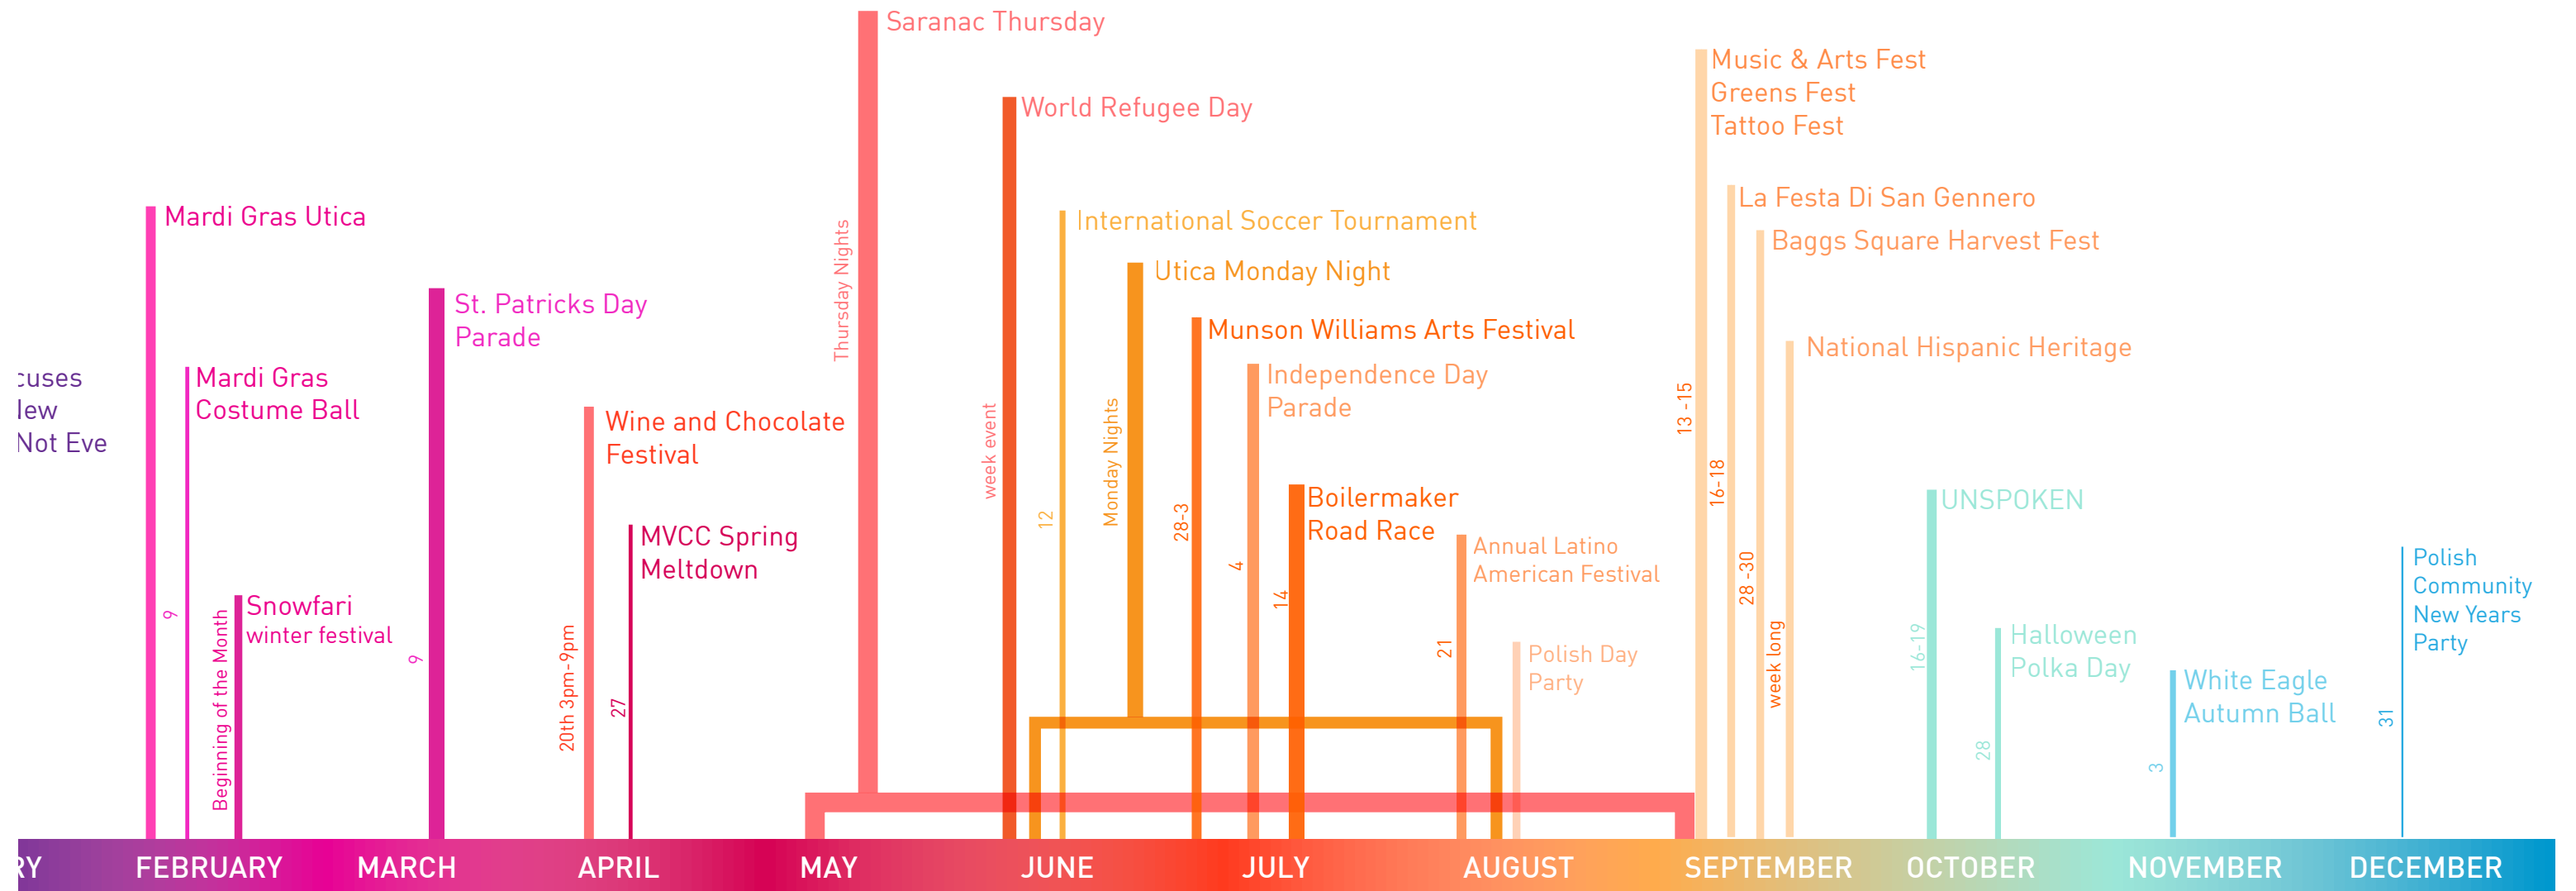 cuses
Not Eve
Mardi Gras Utica
9
Mardi Gras
Costume Ball
Beginning of the Month
Snowfari
winter festival
9
St. Patricks Day
Parade
20th 3pm-9pm
Wine and Chocolate
Festival
27
MVCC Spring
Meltdown
Thursday Nights
Saranac Thursday
week event
World Refugee Day
12
International Soccer Tournament
Monday Nights
Utica Monday Night
28-3
Munson Williams Arts Festival
4
Independence Day
Parade
14
Boilermaker
Road Race
21
Annual Latino
American Festival
Polish Day
Party
13 -15
Music & Arts Fest
Greens Fest
Tattoo Fest
16-18
La Festa Di San Gennero
28 -30
Baggs Square Harvest Fest
week long
National Hispanic Heritage
16-19
UNSPOKEN
28
Halloween
Polka Day
3
White Eagle
Autumn Ball
31
Polish
Community
New Years
Party
RY FEBRUARY MARCH APRIL MAY JUNE JULY AUGUST SEPTEMBER OCTOBER NOVEMBER DECEMBER